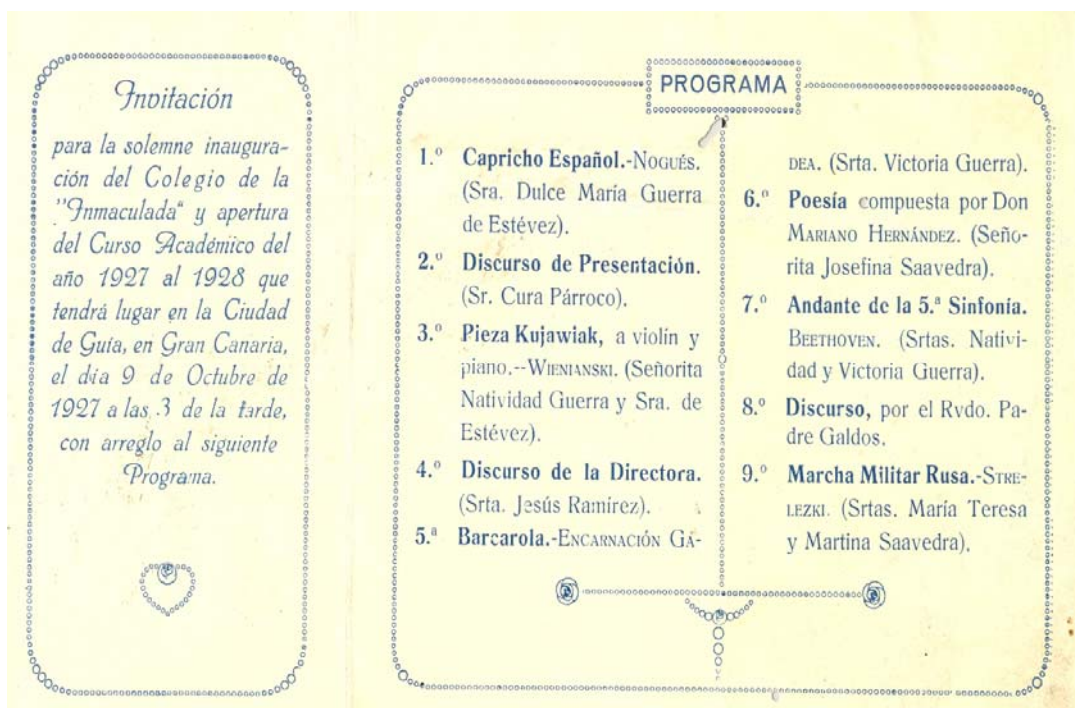 Invitación
para la solemne inaugura-
ción del Colegio de la
"Inmaculada" y apertura
del Curso Académico del
año 1927 al 1928 que
tendrá lugar en la Ciudad
de Guía, en Gran Canaria,
el día 9 de Octubre de
1927 a las 3 de la tarde,
con arreglo al siguiente
Programa.
PROGRAMA
1.º Capricho Español.-NOGUÉS.
(Sra. Dulce María Guerra
de Estévez).
2.º Discurso de Presentación.
(Sr. Cura Párroco).
3.º Pieza Kujawiak, a violín y
piano.--WIENIANSKI. (Señorita
Natividad Guerra y Sra. de
Estévez).
4.º Discurso de la Directora.
(Srta. Jesús Ramírez).
5.ª Barcarola.-ENCARNACIÓN GA-
DEA. (Srta. Victoria Guerra).
6.º Poesía compuesta por Don
MARIANO HERNÁNDEZ. (Seño-
rita Josefina Saavedra).
7.º Andante de la 5.ª Sinfonía.
BEETHOVEN. (Srtas. Nativi-
dad y Victoria Guerra).
8.º Discurso, por el Rvdo. Pa-
dre Galdos.
9.º Marcha Militar Rusa.-STRE-
LEZKI. (Srtas. María Teresa
y Martina Saavedra).